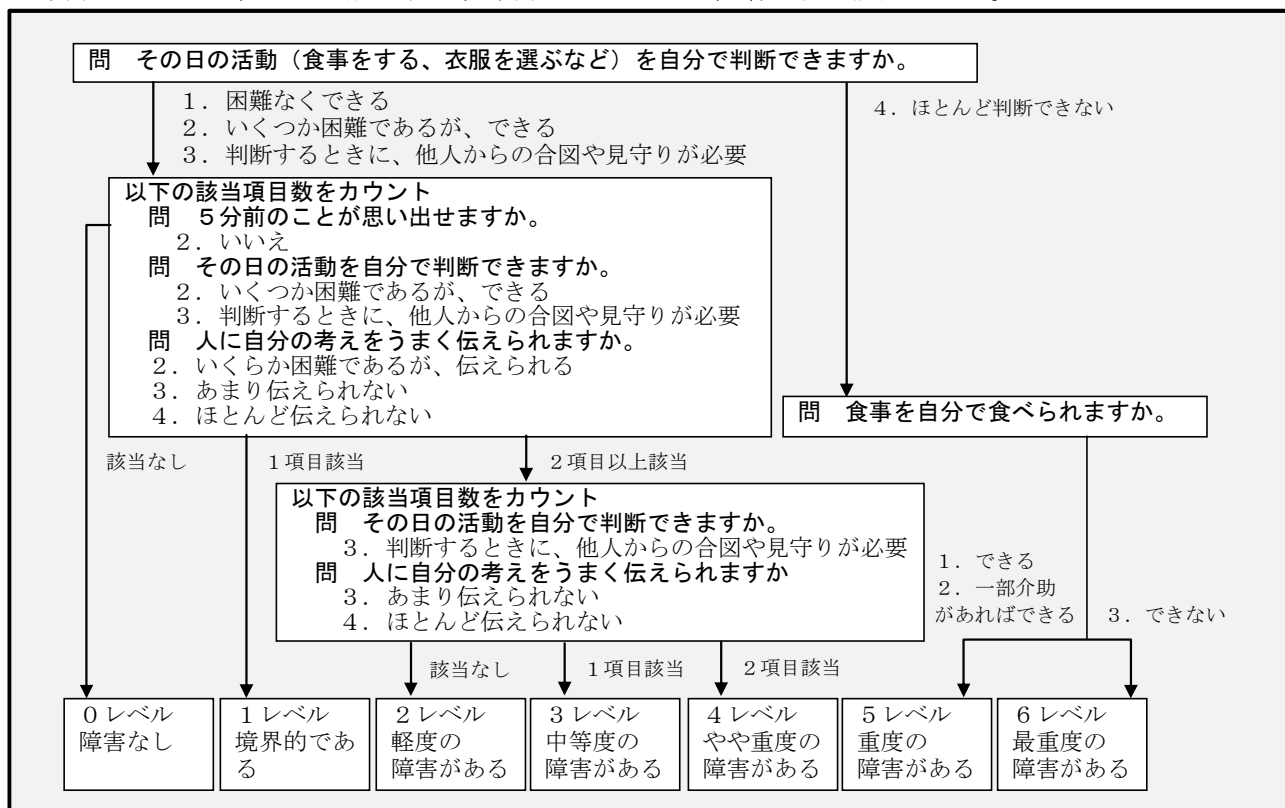 問　その日の活動（食事をする、衣服を選ぶなど）を自分で判断できますか。
１．困難なくできる
２．いくつか困難であるが、できる
３．判断するときに、他人からの合図や見守りが必要
４．ほとんど判断できない
以下の該当項目数をカウント
問　５分前のことが思い出せますか。
２．いいえ
問　その日の活動を自分で判断できますか。
２．いくつか困難であるが、できる
３．判断するときに、他人からの合図や見守りが必要
問　人に自分の考えをうまく伝えられますか。
２．いくらか困難であるが、伝えられる
３．あまり伝えられない
４．ほとんど伝えられない
問　食事を自分で食べられますか。
該当なし
１項目該当
２項目以上該当
以下の該当項目数をカウント
問　その日の活動を自分で判断できますか。
３．判断するときに、他人からの合図や見守りが必要
問　人に自分の考えをうまく伝えられますか
３．あまり伝えられない
４．ほとんど伝えられない
１．できる
２．一部介助
があればできる
３．できない
該当なし
１項目該当
２項目該当
０レベル
障害なし
１レベル
境界的であ
る
２レベル
軽度の
障害がある
３レベル
中等度の
障害がある
４レベル
やや重度の
障害がある
５レベル
重度の
障害がある
６レベル
最重度の
障害がある